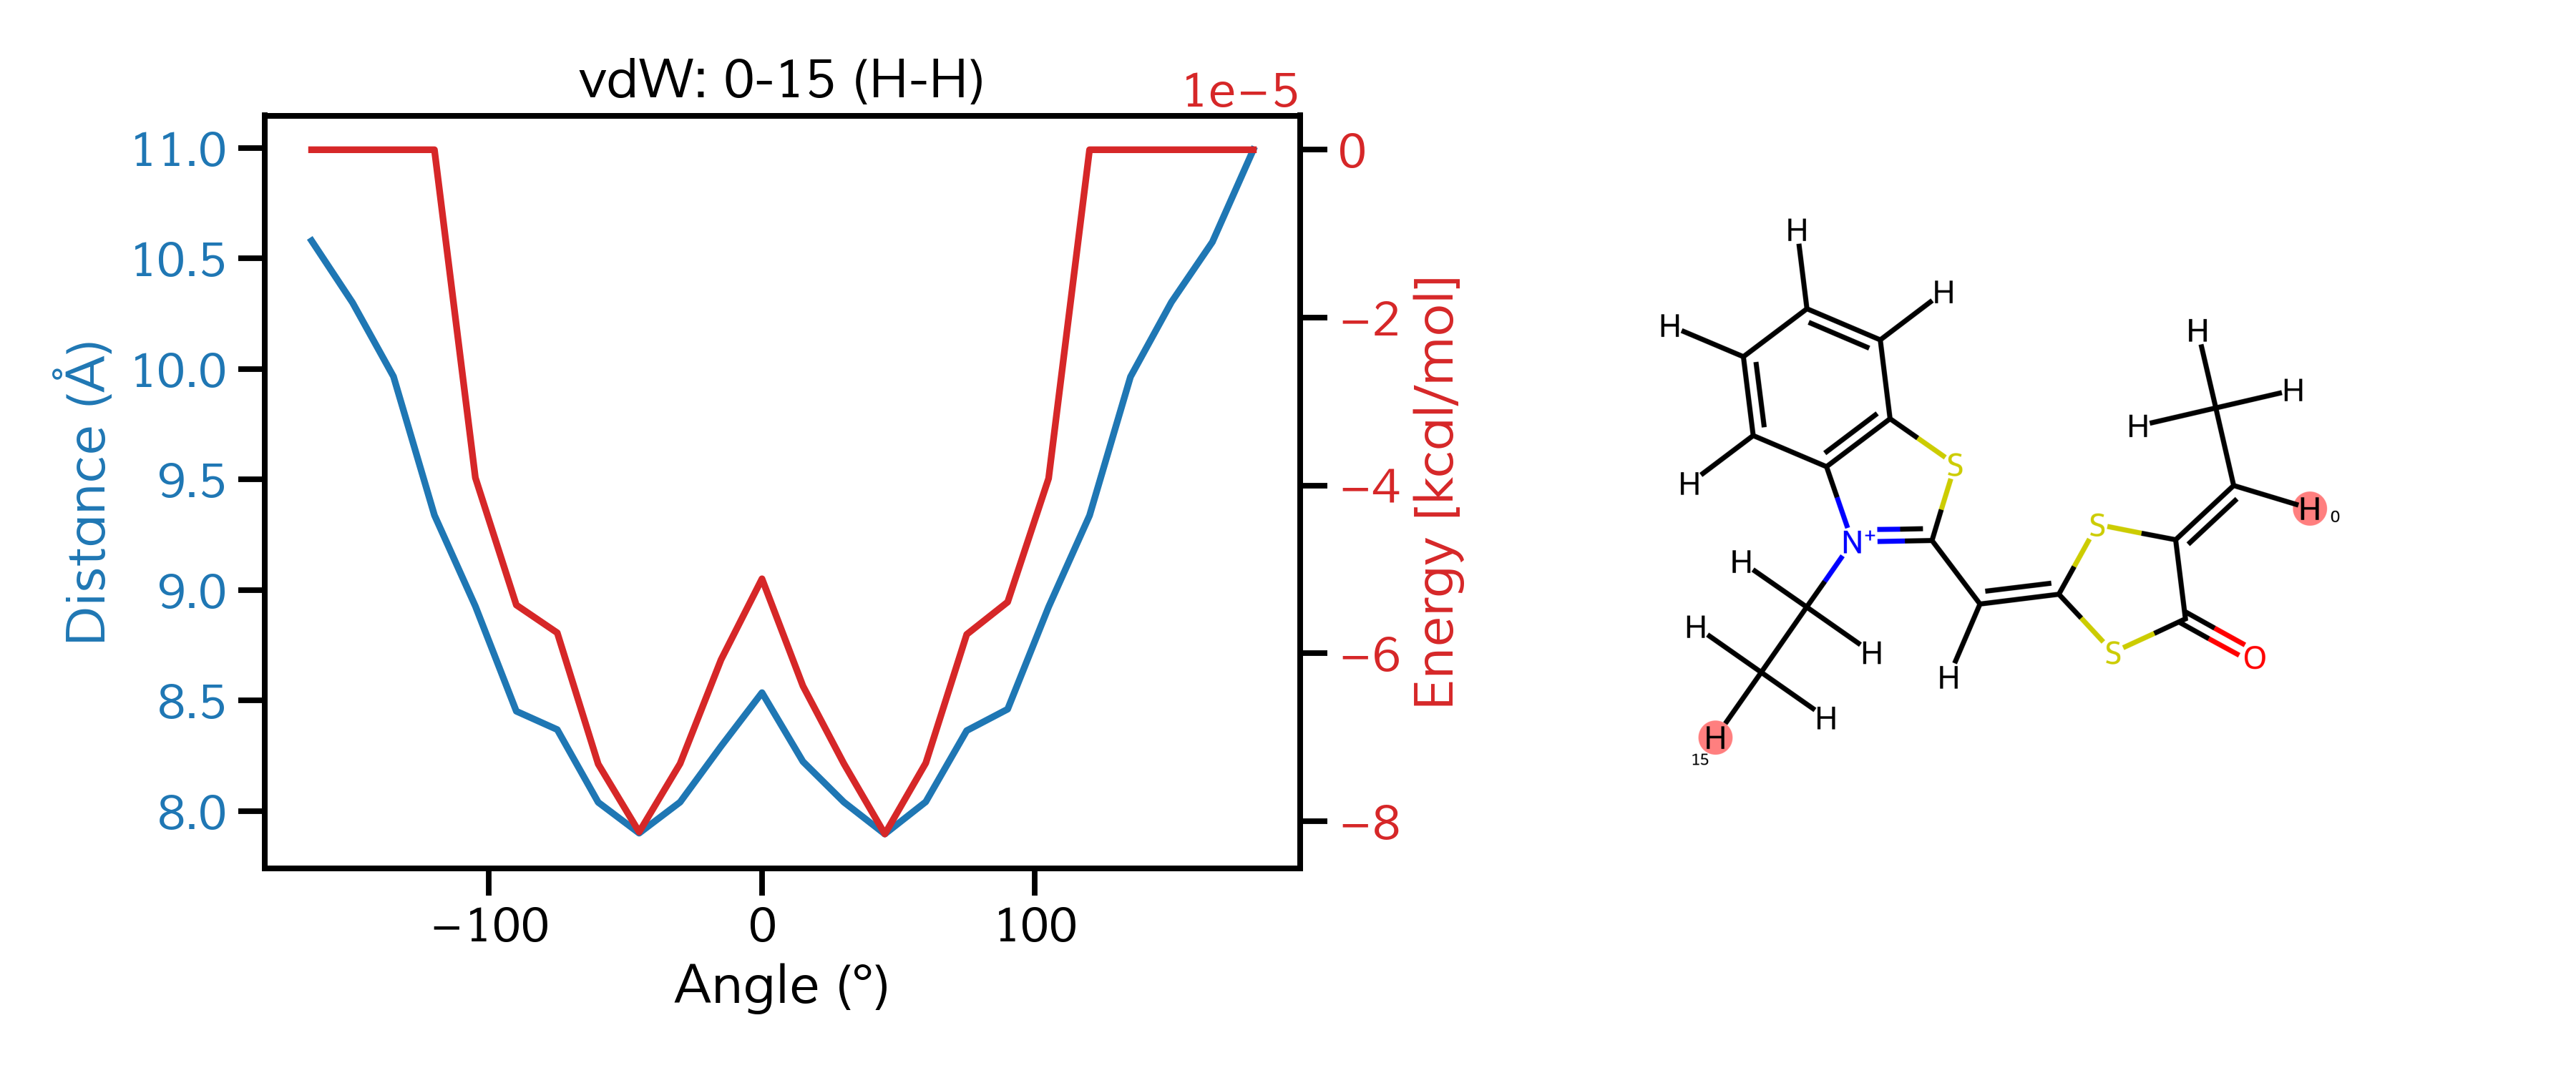 vdW: 0-15 (H-H)
1e−5
Distance (Å)
11.0
10.5
10.0
9.5
9.0
8.5
8.0
0
−2
−4
−6
−8
Energy [kcal/mol]
−100
0
100
Angle (°)
H
H
H
H
H
H
H
S
H
S
H 0
N+
H
H
H
S
O
H
H
H
15